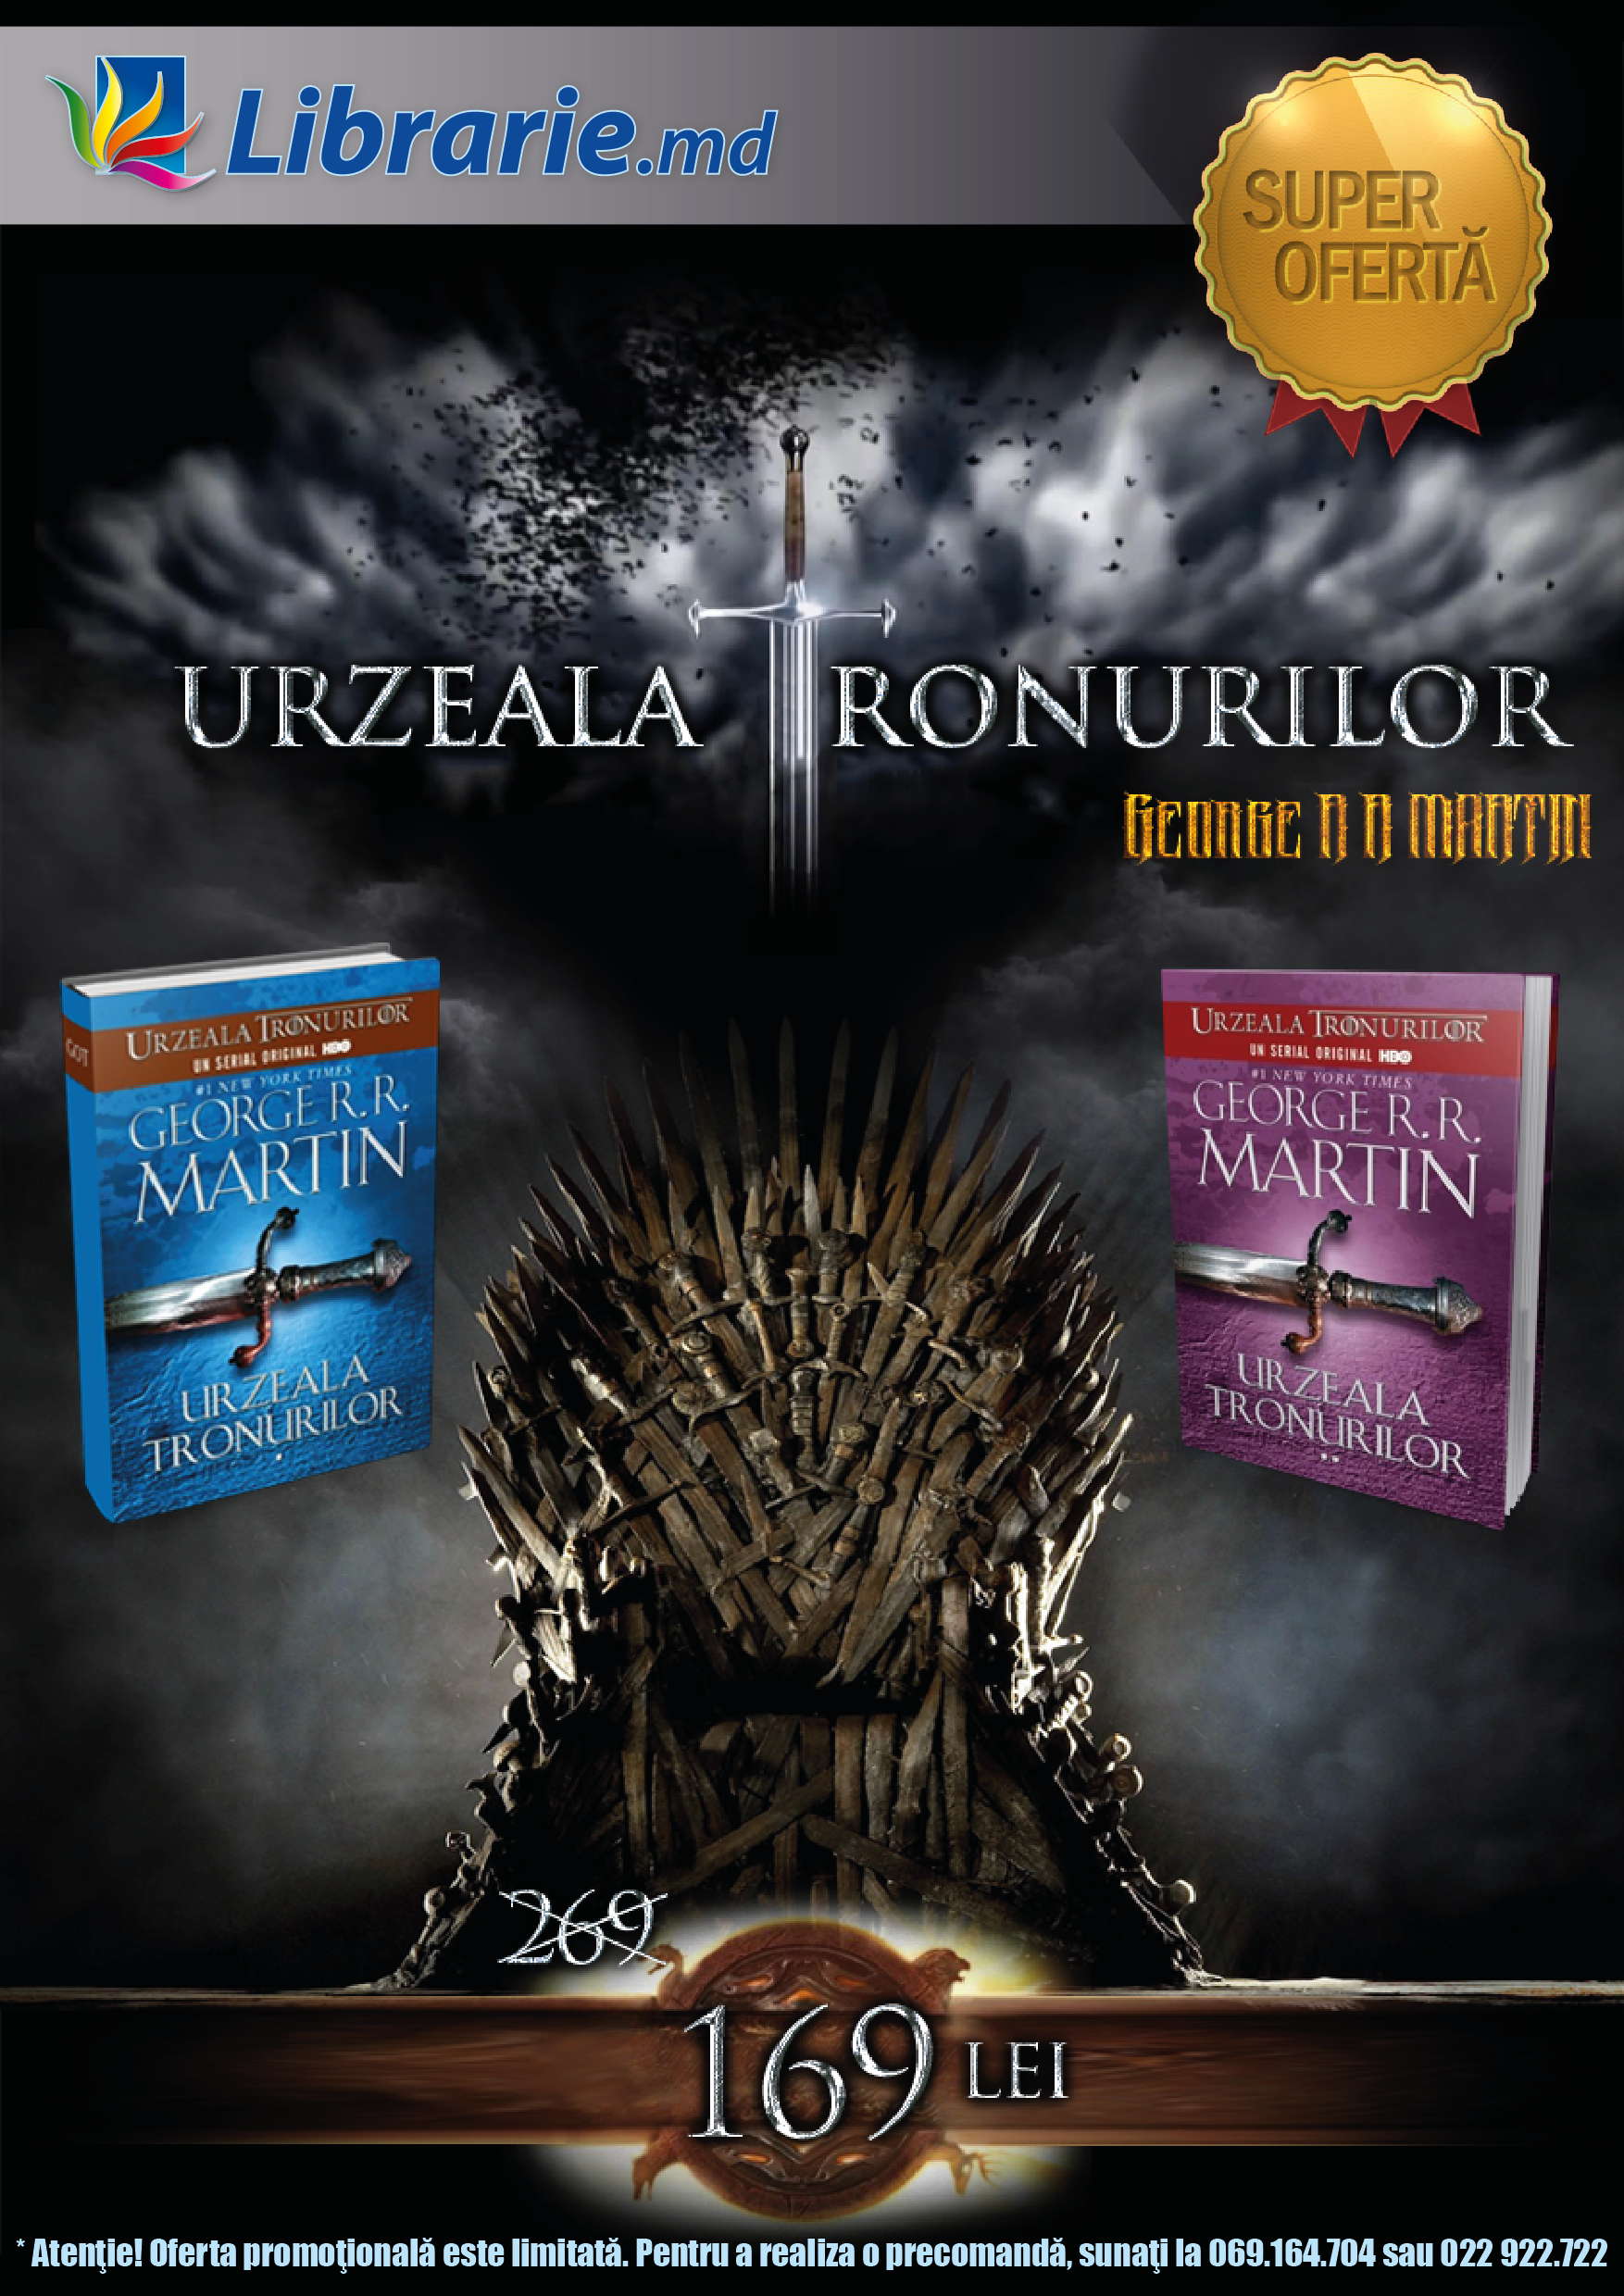 Librarie.md
SUPER
OFERTĂ
URZEALA TRONURILOR
GEORGE R R MARTIN
GOT
URZEALA TRONURILOR
UN SERIAL ORIGINAL HBO
#1 NEW YORK TIMES
GEORGE R.R.
MARTIN
URZEALA
TRONURILOR
URZEALA TRONURILOR
UN SERIAL ORIGINAL HBO
#1 NEW YORK TIMES
GEORGE R.R.
MARTIN
URZEALA
TRONURILOR
269
169 LEI
* Atenţie! Oferta promoţională este limitată. Pentru a realiza o precomandă, sunaţi la 069.164.704 sau 022 922.722